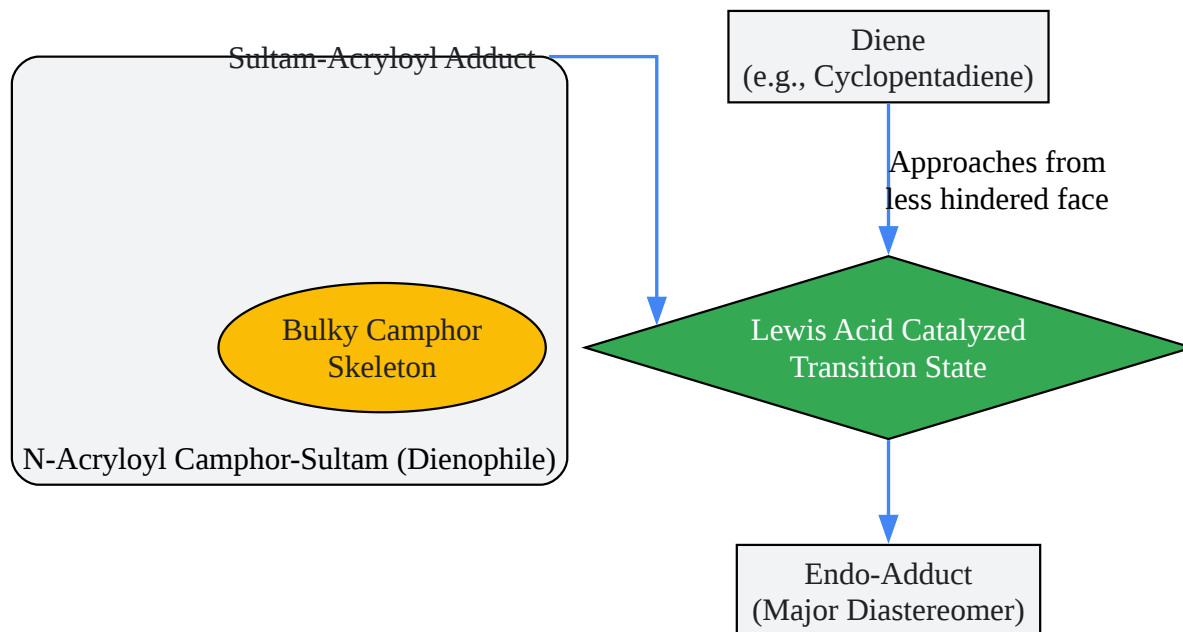 Sultam-Acryloyl Adduct
Diene
(e.g., Cyclopentadiene)
Approaches from
less hindered face
Bulky Camphor
Skeleton
Lewis Acid Catalyzed
Transition State
N-Acryloyl Camphor-Sultam (Dienophile)
Endo-Adduct
(Major Diastereomer)